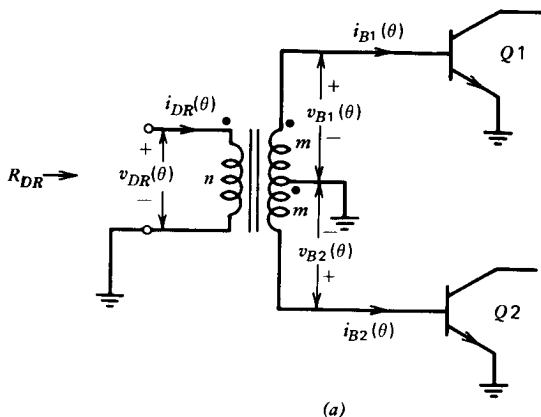 i_B1(θ)
Q1
+
i_DR(θ)
v_B1(θ)
+
−
m
R_DR
v_DR(θ)
n
−
m
−
v_B2(θ)
+
Q2
i_B2(θ)
(a)